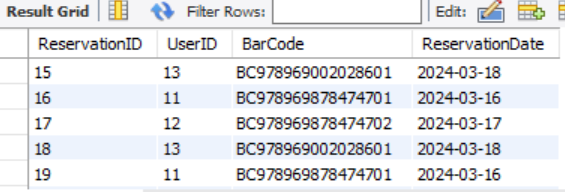 Result Grid Filter Rows: Edit:
ReservationID UserID BarCode ReservationDate
15 13 BC978969002028601 2024-03-18
16 11 BC978969878474701 2024-03-16
17 12 BC978969878474702 2024-03-17
18 13 BC978969002028601 2024-03-18
19 11 BC978969878474701 2024-03-16